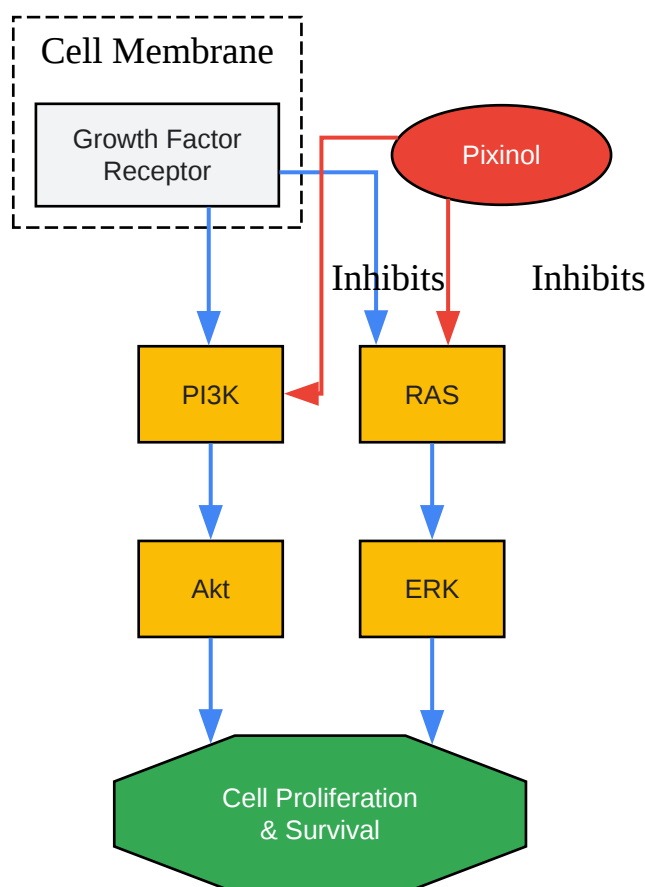 Cell Membrane
Growth Factor
Receptor
Pixinol
Inhibits
Inhibits
PI3K
RAS
Akt
ERK
Cell Proliferation
& Survival